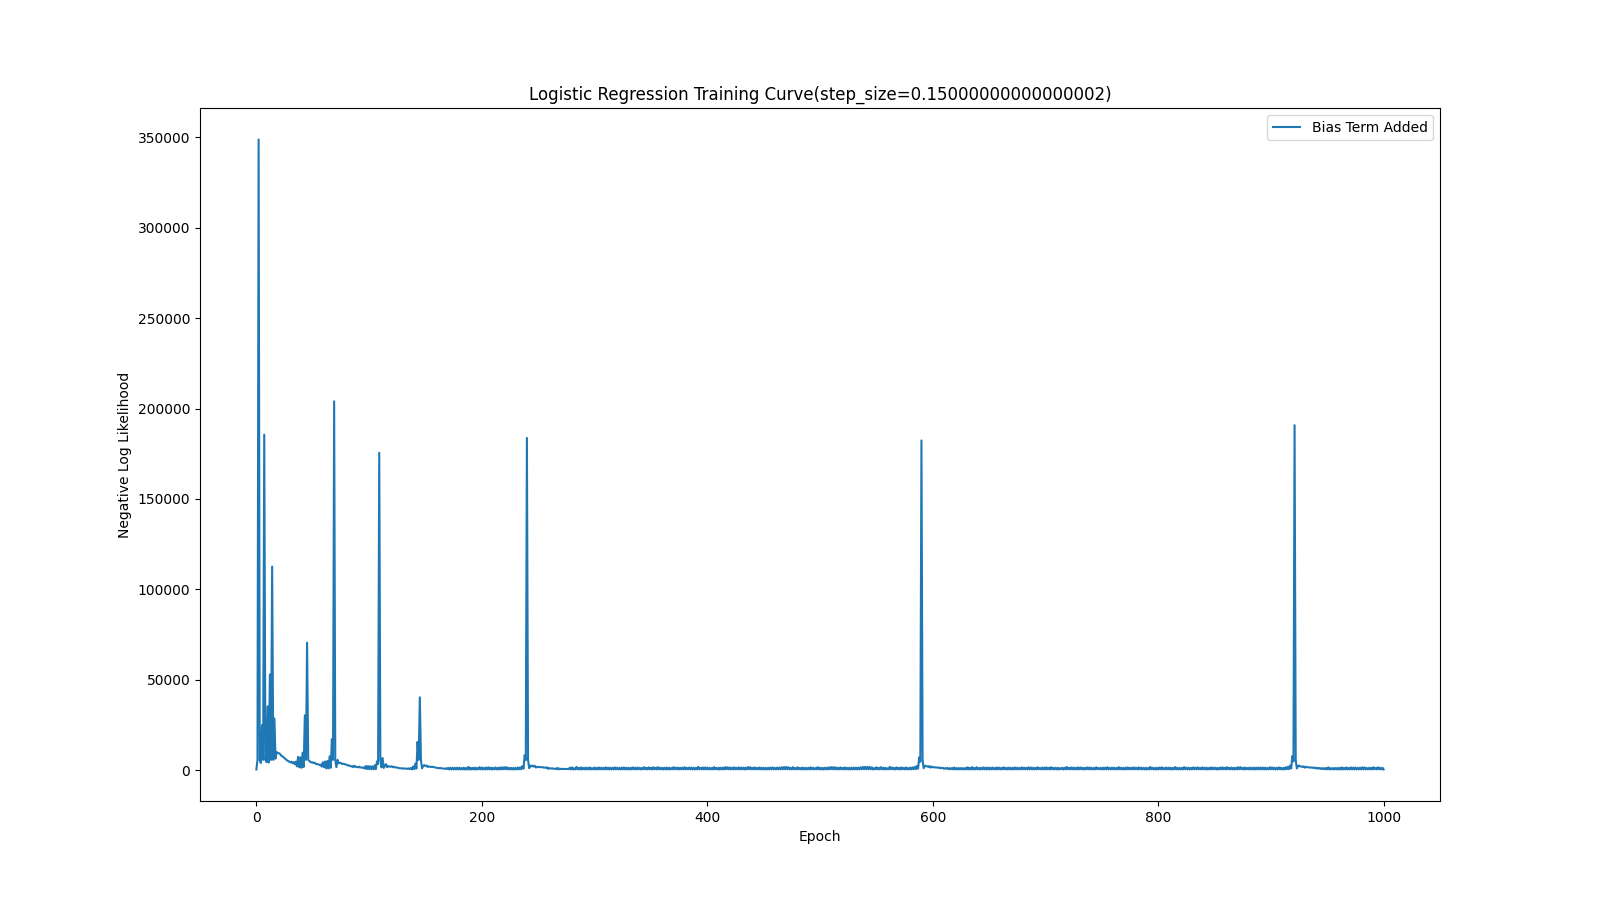 Logistic Regression Training Curve(step_size=0.15000000000000002)
Bias Term Added
350000
300000
250000
200000
150000
100000
50000
0
Negative Log Likelihood
0 200 400 600 800 1000
Epoch